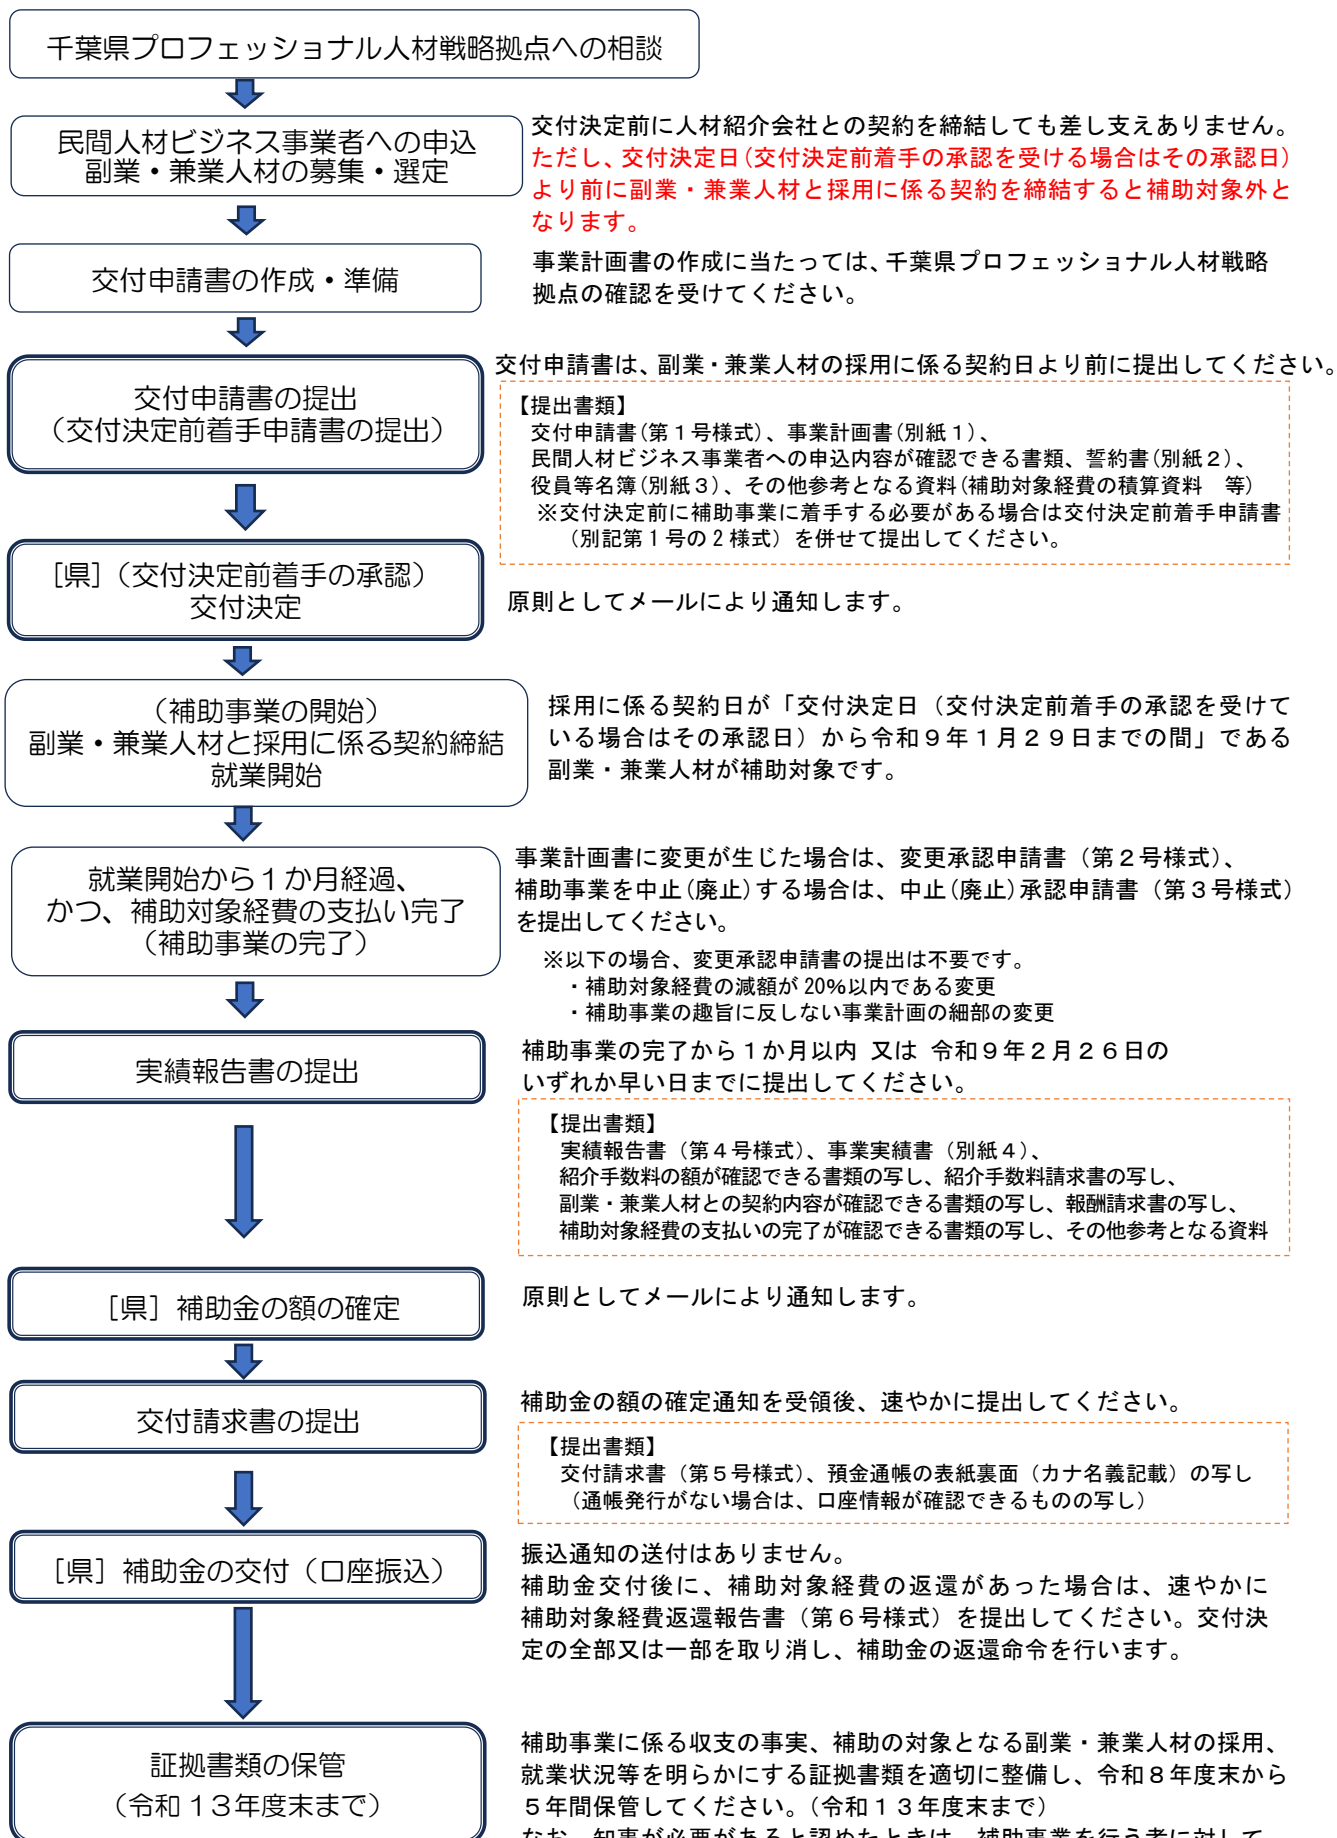 千葉県プロフェッショナル人材戦略拠点への相談
民間人材ビジネス事業者への申込
副業・兼業人材の募集・選定
交付決定前に人材紹介会社との契約を締結しても差し支えありません。
ただし、交付決定日(交付決定前着手の承認を受ける場合はその承認日)
より前に副業・兼業人材と採用に係る契約を締結すると補助対象外と
なります。
交付申請書の作成・準備
事業計画書の作成に当たっては、千葉県プロフェッショナル人材戦略
拠点の確認を受けてください。
交付申請書の提出
（交付決定前着手申請書の提出）
交付申請書は、副業・兼業人材の採用に係る契約日より前に提出してください。
【提出書類】
交付申請書(第１号様式)、事業計画書(別紙１)、
民間人材ビジネス事業者への申込内容が確認できる書類、誓約書(別紙２)、
役員等名簿(別紙３)、その他参考となる資料(補助対象経費の積算資料　等)
※交付決定前に補助事業に着手する必要がある場合は交付決定前着手申請書
（別記第１号の２様式）を併せて提出してください。
［県］（交付決定前着手の承認）
交付決定
原則としてメールにより通知します。
（補助事業の開始）
副業・兼業人材と採用に係る契約締結
就業開始
採用に係る契約日が「交付決定日（交付決定前着手の承認を受けて
いる場合はその承認日）から令和９年１月２９日までの間」である
副業・兼業人材が補助対象です。
就業開始から１か月経過、
かつ、補助対象経費の支払い完了
（補助事業の完了）
事業計画書に変更が生じた場合は、変更承認申請書（第２号様式)、
補助事業を中止(廃止)する場合は、中止(廃止)承認申請書（第３号様式)
を提出してください。
※以下の場合、変更承認申請書の提出は不要です。
・補助対象経費の減額が20％以内である変更
・補助事業の趣旨に反しない事業計画の細部の変更
実績報告書の提出
補助事業の完了から１か月以内 又は 令和９年２月２６日の
いずれか早い日までに提出してください。
【提出書類】
実績報告書（第４号様式)、事業実績書（別紙４)、
紹介手数料の額が確認できる書類の写し、紹介手数料請求書の写し、
副業・兼業人材との契約内容が確認できる書類の写し、報酬請求書の写し、
補助対象経費の支払いの完了が確認できる書類の写し、その他参考となる資料
［県］補助金の額の確定
原則としてメールにより通知します。
交付請求書の提出
補助金の額の確定通知を受領後、速やかに提出してください。
【提出書類】
交付請求書（第５号様式)、預金通帳の表紙裏面（カナ名義記載）の写し
（通帳発行がない場合は、口座情報が確認できるものの写し）
［県］補助金の交付（口座振込）
振込通知の送付はありません。
補助金交付後に、補助対象経費の返還があった場合は、速やかに
補助対象経費返還報告書（第６号様式）を提出してください。交付決
定の全部又は一部を取り消し、補助金の返還命令を行います。
証拠書類の保管
（令和13年度末まで）
補助事業に係る収支の事実、補助の対象となる副業・兼業人材の採用、
就業状況等を明らかにする証拠書類を適切に整備し、令和８年度末から
５年間保管してください。(令和１３年度末まで）
なお、知事が必要があると認めたときは、補助事業を行う者に対して